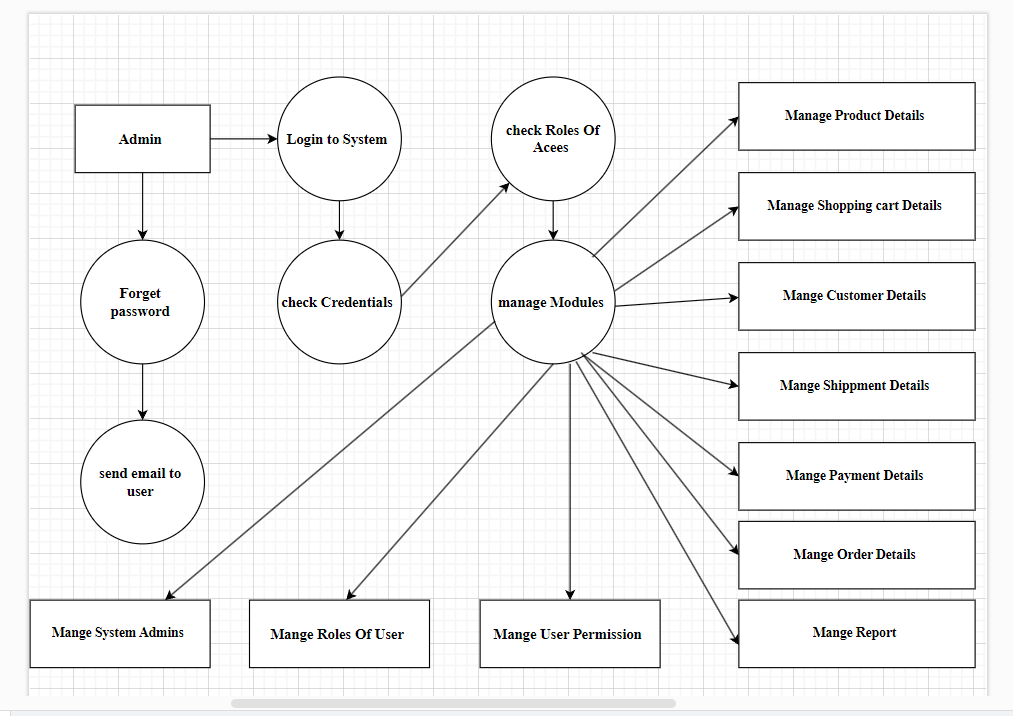 Admin
Login to System
check Roles Of
Acees
Manage Product Details
Manage Shopping cart Details
Forget
password
check Credentials
manage Modules
Mange Customer Details
Mange Shippment Details
send email to
user
Mange Payment Details
Mange Order Details
Mange System Admins
Mange Roles Of User
Mange User Permission
Mange Report